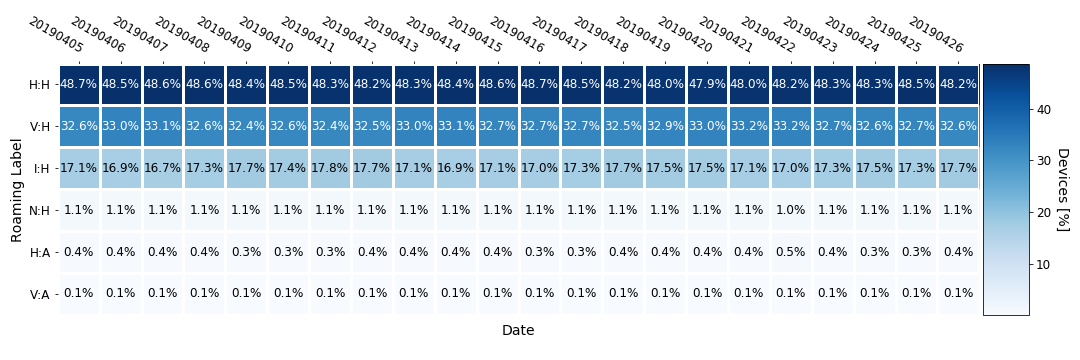 20190405 20190406 20190407 20190408 20190409 20190410 20190411 20190412 20190413 20190414 20190415 20190416 20190417 20190418 20190419 20190420 20190421 20190422 20190423 20190424 20190425 20190426
H:H 48.7% 48.5% 48.6% 48.6% 48.4% 48.5% 48.3% 48.2% 48.3% 48.4% 48.6% 48.7% 48.5% 48.2% 48.0% 47.9% 48.0% 48.2% 48.3% 48.3% 48.5% 48.2%
V:H 32.6% 33.0% 33.1% 32.6% 32.4% 32.6% 32.4% 32.5% 33.0% 33.1% 32.7% 32.7% 32.7% 32.5% 32.9% 33.0% 33.2% 33.2% 32.7% 32.6% 32.7% 32.6%
I:H 17.1% 16.9% 16.7% 17.3% 17.7% 17.4% 17.8% 17.7% 17.1% 16.9% 17.1% 17.0% 17.3% 17.7% 17.5% 17.5% 17.1% 17.0% 17.3% 17.5% 17.3% 17.7%
N:H 1.1% 1.1% 1.1% 1.1% 1.1% 1.1% 1.1% 1.1% 1.1% 1.1% 1.1% 1.1% 1.1% 1.1% 1.1% 1.1% 1.1% 1.0% 1.1% 1.1% 1.1% 1.1%
H:A 0.4% 0.4% 0.4% 0.4% 0.3% 0.3% 0.3% 0.4% 0.4% 0.4% 0.4% 0.3% 0.3% 0.4% 0.4% 0.4% 0.4% 0.5% 0.4% 0.3% 0.3% 0.4%
V:A 0.1% 0.1% 0.1% 0.1% 0.1% 0.1% 0.1% 0.1% 0.1% 0.1% 0.1% 0.1% 0.1% 0.1% 0.1% 0.1% 0.1% 0.1% 0.1% 0.1% 0.1% 0.1%
Roaming Label
Date
40
30
20
10
Devices [%]